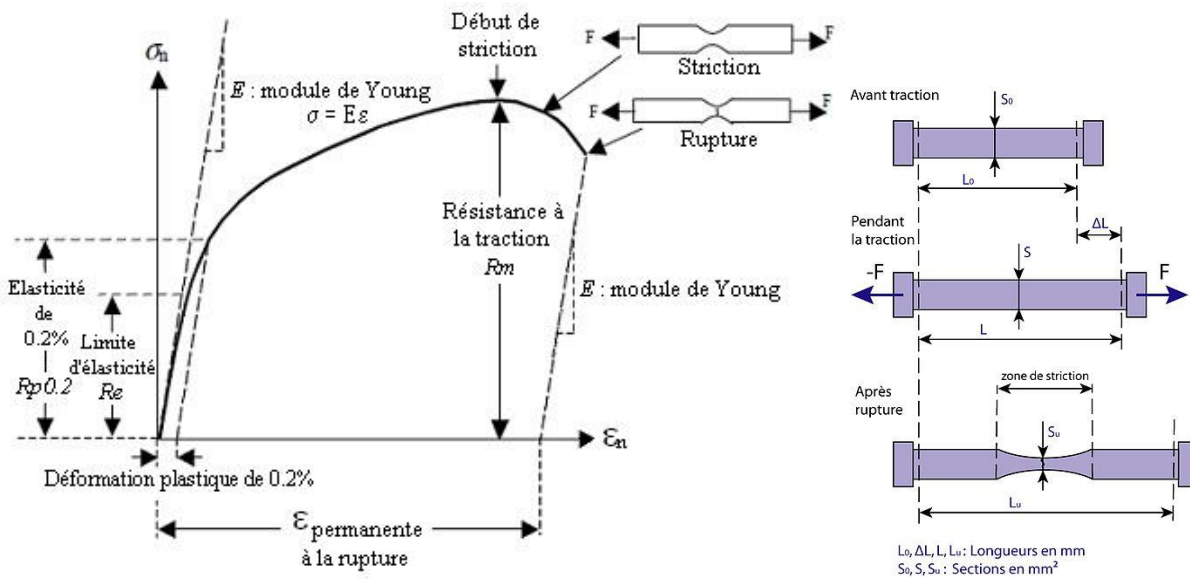 σn
E : module de Young
σ = Eε
Début de
striction
F
F
Striction
F
F
Rupture
Résistance à
la traction
Rm
E : module de Young
Elasticité
de
0.2%
Rp0.2
Limite
d'élasticité
Re
εn
Déformation plastique de 0.2%
ε permanente
à la rupture
Avant traction
S₀
L₀
Pendant
la traction
ΔL
S
-F
F
L
Après
rupture
zone de striction
Su
Lu
L₀, ΔL, L, Lu : Longueurs en mm
S₀, S, Su : Sections en mm²